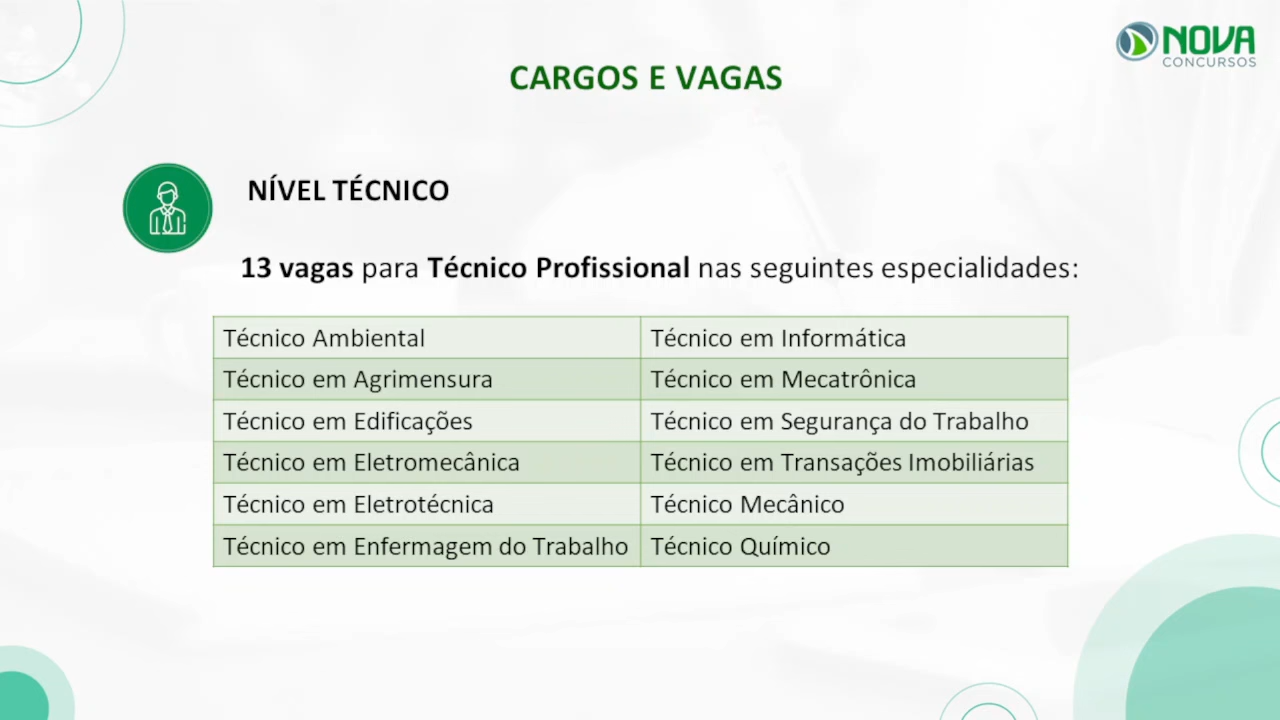 NOVA
CONCURSOS
CARGOS E VAGAS
NÍVEL TÉCNICO
13 vagas para Técnico Profissional nas seguintes especialidades:
Técnico Ambiental
Técnico em Informática
Técnico em Agrimensura
Técnico em Mecatrônica
Técnico em Edificações
Técnico em Segurança do Trabalho
Técnico em Eletromecânica
Técnico em Transações Imobiliárias
Técnico em Eletrotécnica
Técnico Mecânico
Técnico em Enfermagem do Trabalho
Técnico Químico